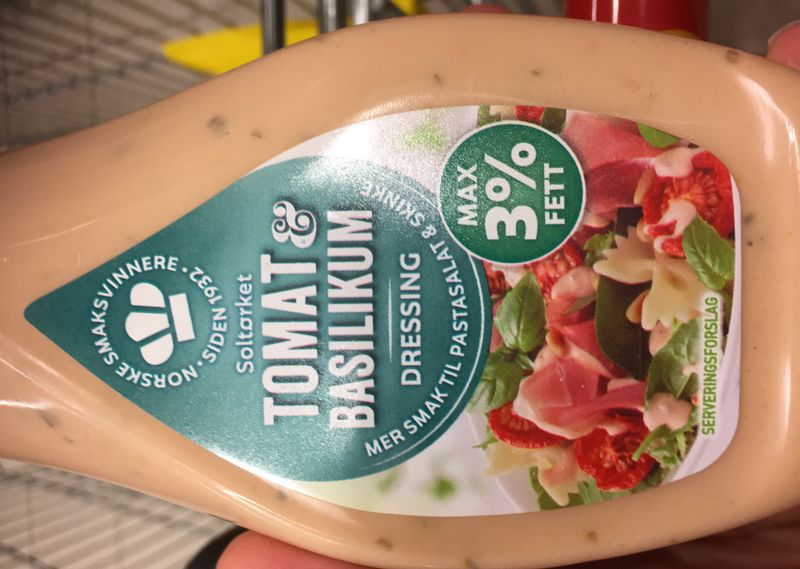 NORSKE SMAKSVINNERE • SIDEN 1932 •
Soltørket
TOMAT &
BASILIKUM
DRESSING
MER SMAK TIL PASTASALAT & SKINKE
MAX
3%
FETT
SERVERINGSFORSLAG